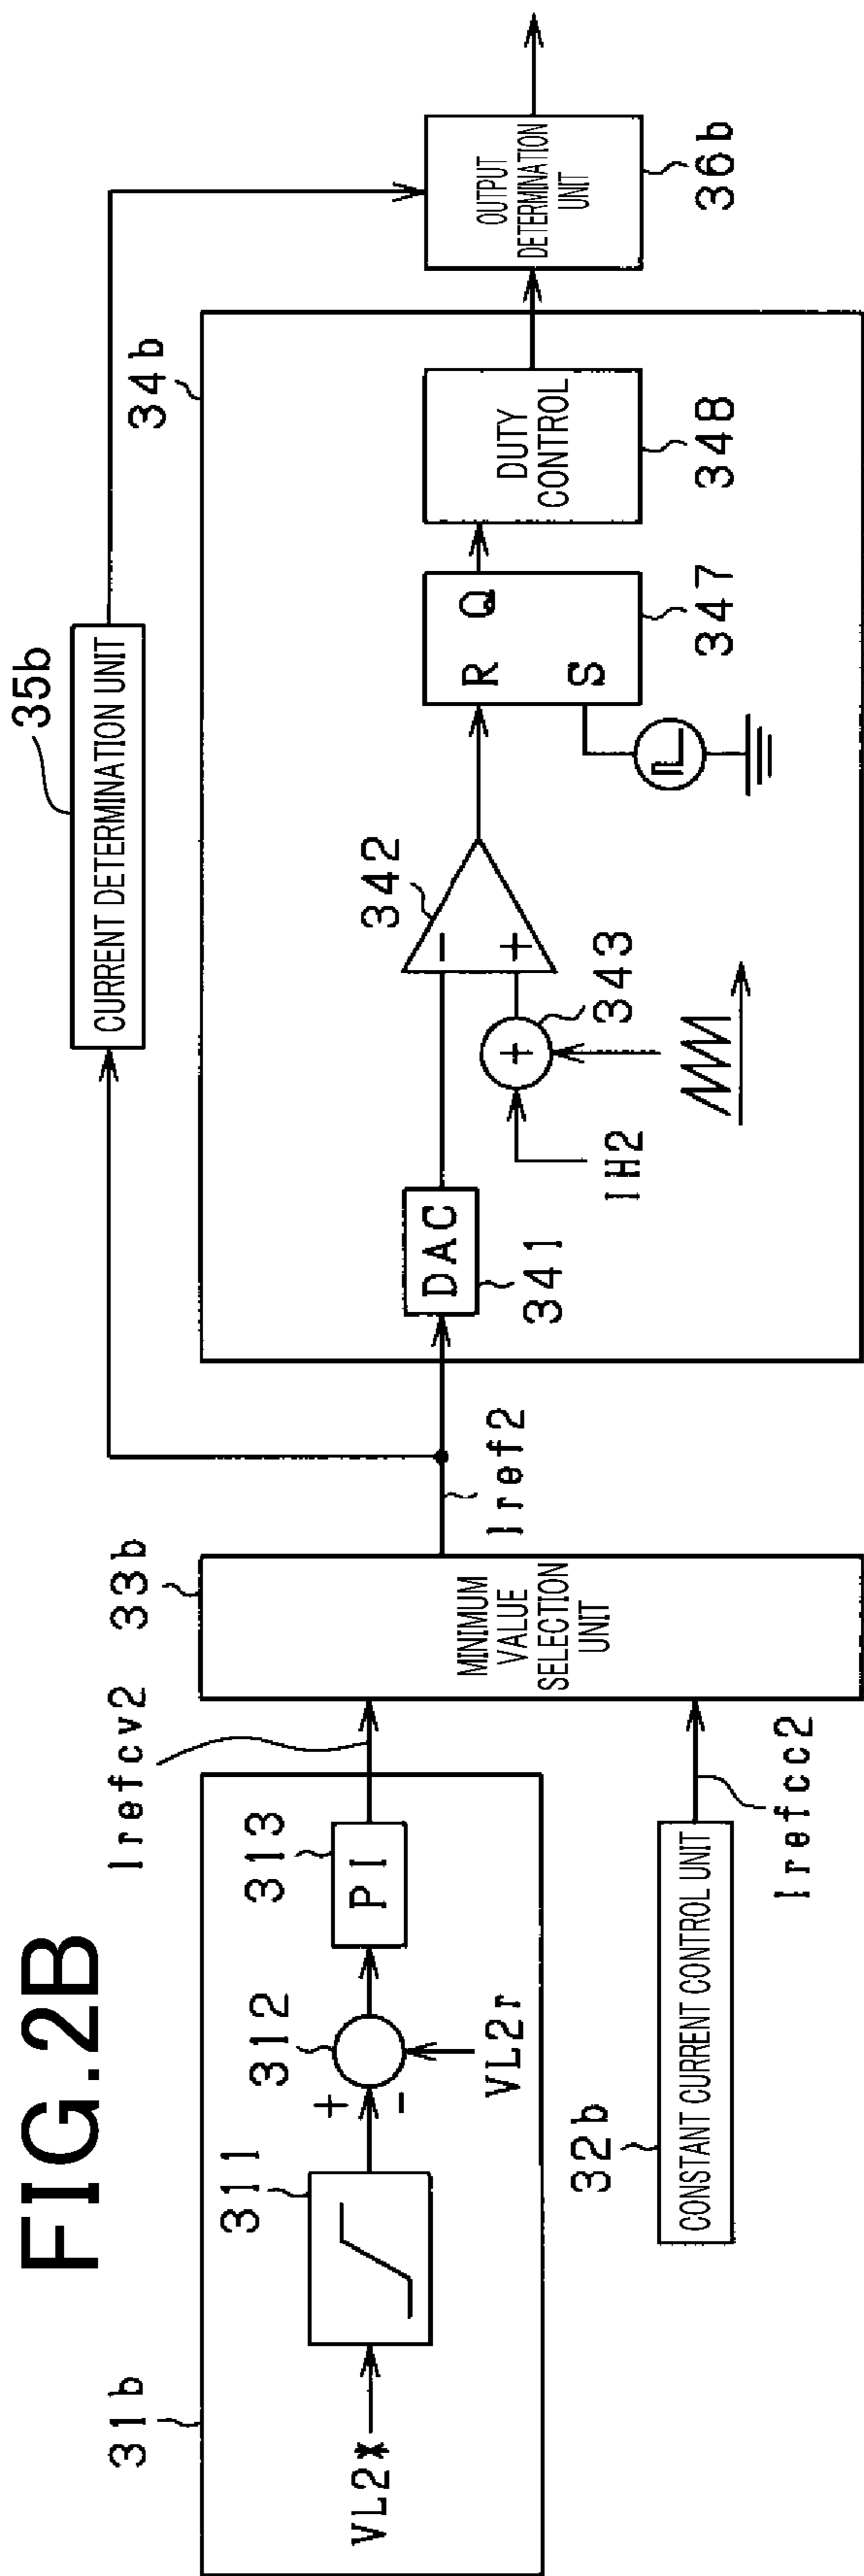 FIG.2B
31b
VL2*
311
+
-
312
VL2r
313
PI
Irefcv2
32b
CONSTANT CURRENT CONTROL UNIT
Irefcc2
33b
MINIMUM
VALUE
SELECTION
UNIT
Iref2
35b
CURRENT DETERMINATION UNIT
34b
DAC
341
IH2
+
343
342
-
+
R
Q
S
347
DUTY
CONTROL
348
OUTPUT
DETERMINATION
UNIT
36b